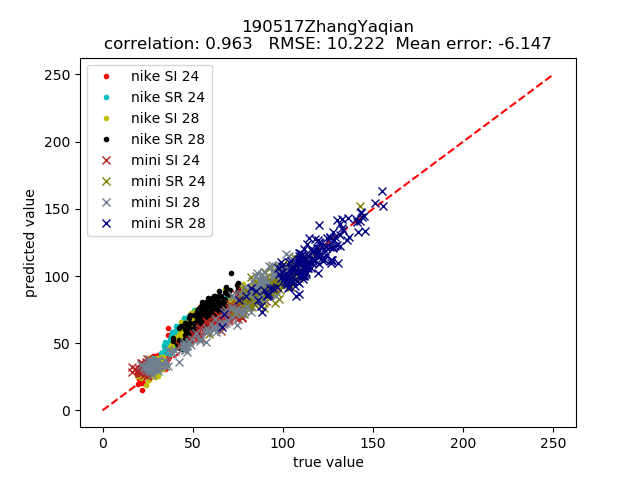 190517ZhangYaqian
correlation: 0.963 RMSE: 10.222 Mean error: -6.147
250
200
150
100
50
0
predicted value
nike SI 24
nike SR 24
nike SI 28
nike SR 28
mini SI 24
mini SR 24
mini SI 28
mini SR 28
0 50 100 150 200 250
true value